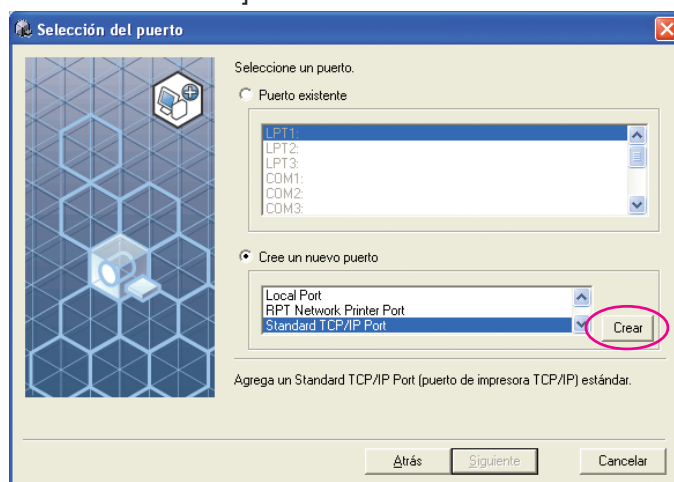 ]
Selección del puerto
Seleccione un puerto.
Puerto existente
LPT1:
LPT2:
LPT3:
COM1:
COM2:
COM3:
Cree un nuevo puerto
Local Port
RPT Network Printer Port
Standard TCP/IP Port
Crear
Agrega un Standard TCP/IP Port (puerto de impresora TCP/IP) estándar.
Atrás Siguiente Cancelar